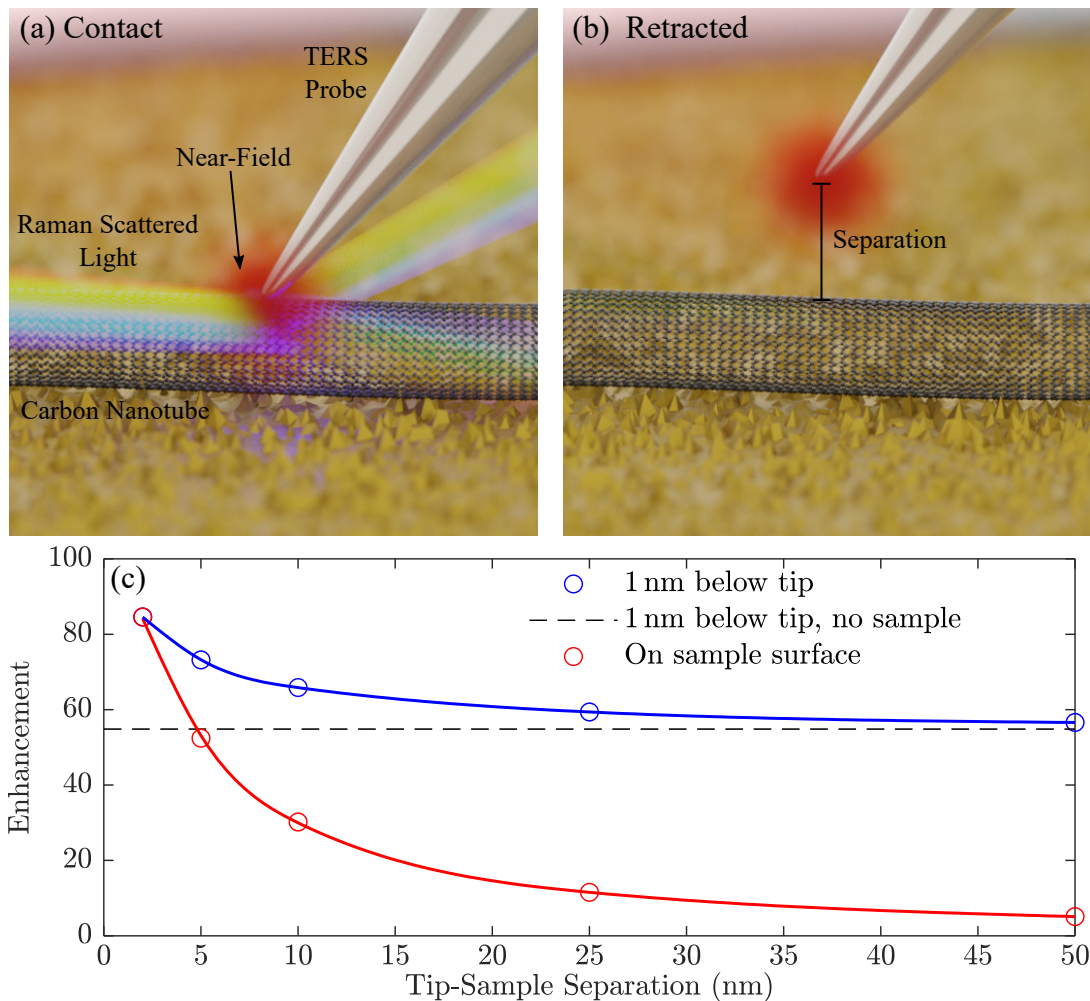 (a) Contact
TERS
Probe
Near-Field
Raman Scattered
Light
Carbon Nanotube
(b) Retracted
Separation
(c)
1 nm below tip
1 nm below tip, no sample
On sample surface
Enhancement
100
80
60
40
20
0
0 5 10 15 20 25 30 35 40 45 50
Tip-Sample Separation (nm)